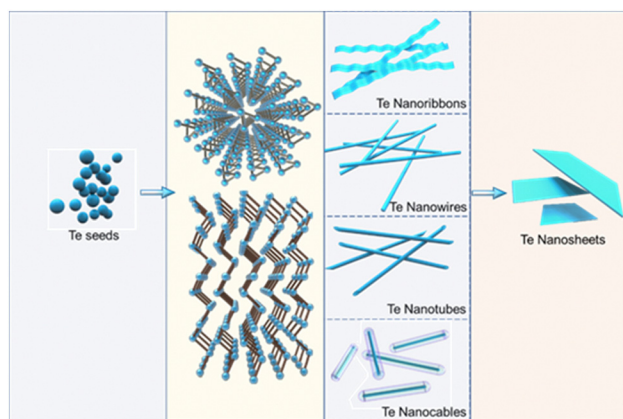 Te seeds
Te Nanoribbons
Te Nanowires
Te Nanotubes
Te Nanocables
Te Nanosheets